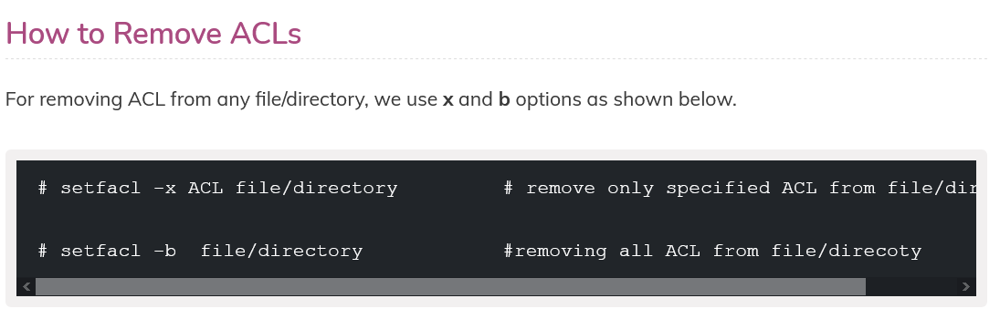 How to Remove ACLs
For removing ACL from any file/directory, we use x and b options as shown below.
# setfacl -x ACL file/directory # remove only specified ACL from file/dir
# setfacl -b  file/directory #removing all ACL from file/direcoty